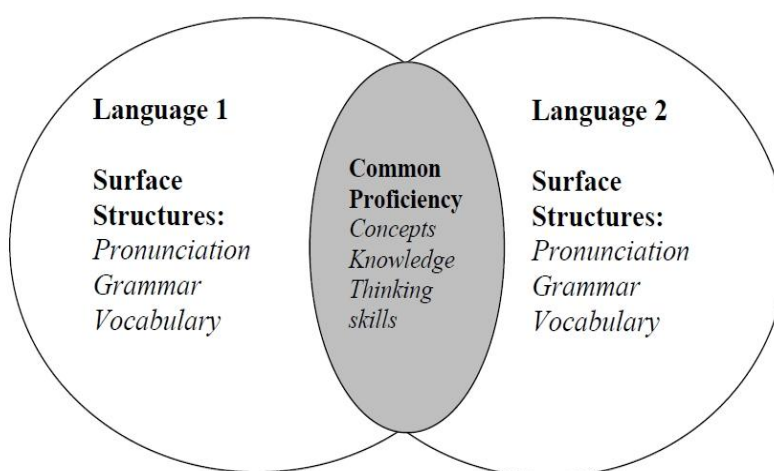 Language 1
Surface
Structures:
Pronunciation
Grammar
Vocabulary
Common
Proficiency
Concepts
Knowledge
Thinking
skills
Language 2
Surface
Structures:
Pronunciation
Grammar
Vocabulary